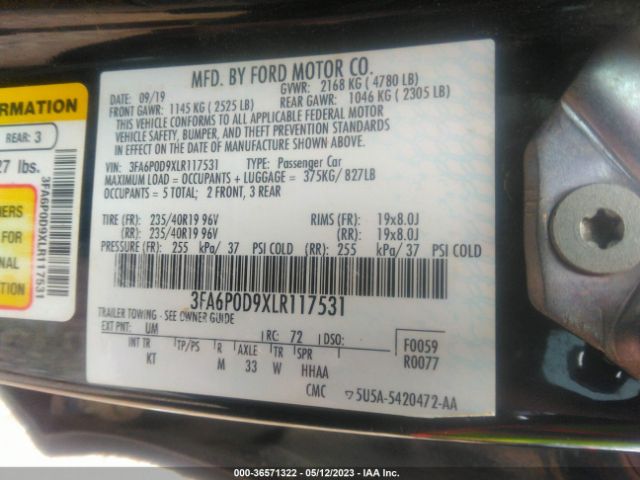 MFD. BY FORD MOTOR CO.
DATE: 09/19 GVWR: 2168 KG ( 4780 LB)
FRONT GAWR: 1145 KG ( 2525 LB) REAR GAWR: 1046 KG ( 2305 LB)
THIS VEHICLE CONFORMS TO ALL APPLICABLE FEDERAL MOTOR
VEHICLE SAFETY, BUMPER, AND THEFT PREVENTION STANDARDS
IN EFFECT ON THE DATE OF MANUFACTURE SHOWN ABOVE.
VIN: 3FA6P0D9XLR117531 TYPE: Passenger Car
MAXIMUM LOAD = OCCUPANTS + LUGGAGE = 375KG/ 827LB
OCCUPANTS = 5 TOTAL; 2 FRONT, 3 REAR
TIRE (FR): 235/40R19 96V RIMS (FR): 19x8.0J
(RR): 235/40R19 96V (RR): 19x8.0J
PRESSURE (FR): 255 kPa/ 37 PSI COLD (RR): 255 kPa/ 37 PSI COLD
3FA6P0D9XLR117531
TRAILER TOWING - SEE OWNER GUIDE
EXT PNT: UM RC: 72 DSO: F0059
INT TR TP/PS R AXLE TR SPR R0077
KT M 33 W HHAA
CMC 5U5A-5420472-AA
ORMATION
REAR: 3
27 lbs.
3FA6P0D9XLR117531
NERS
FOR
NAL
TION
000-36571322 - 05/12/2023 - IAA Inc.